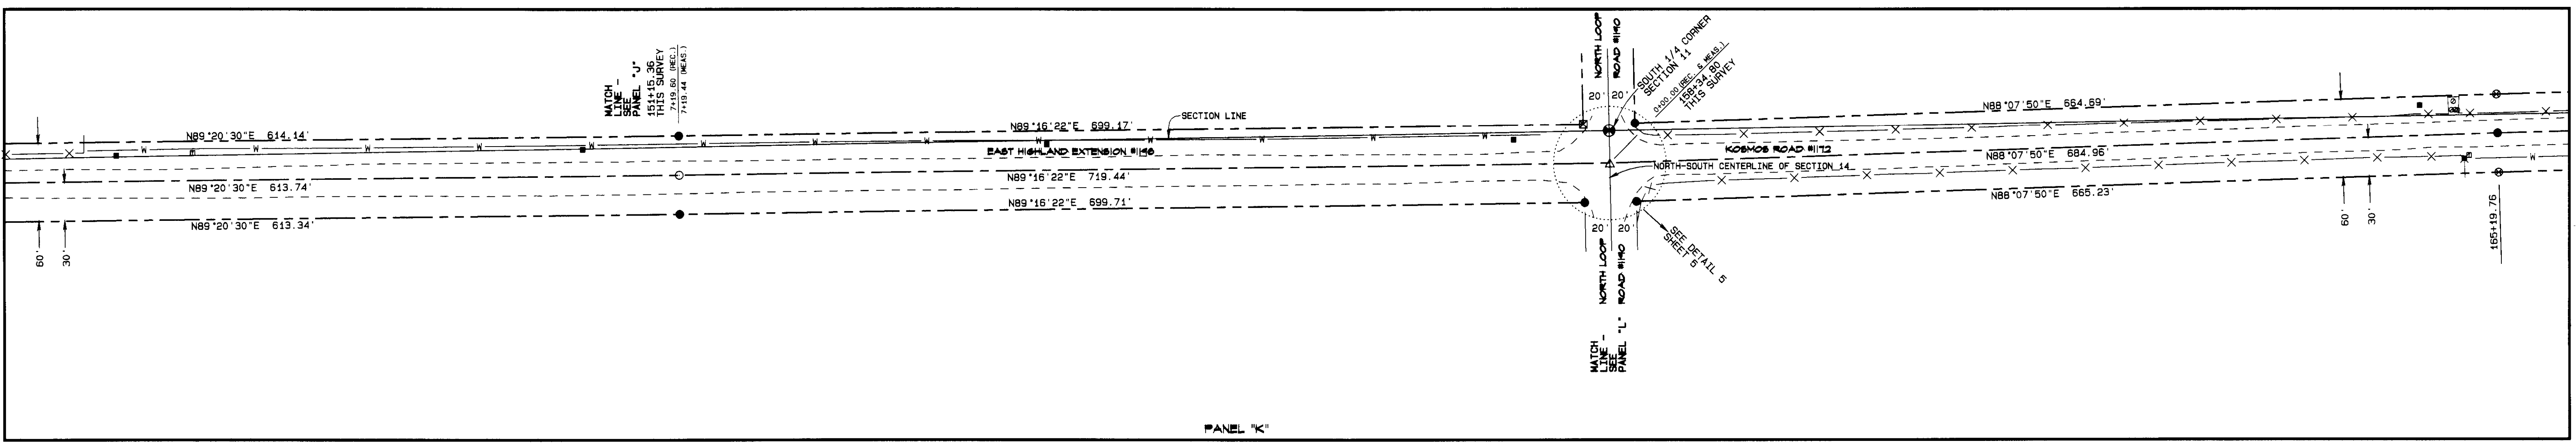 N89°20'30"E 614.14'
N89°20'30"E 613.74'
N89°20'30"E 613.34'
60'
30'
MATCH
LINE -
SEE
PANEL "J"
151+15.36
THIS SURVEY
7+19.60 (REC.)
7+19.44 (MEAS.)
N89°16'22"E 699.17'
SECTION LINE
EAST HIGHLAND EXTENSION #1148
N89°16'22"E 719.44'
N89°16'22"E 699.71'
W W W W W W W W W W W W W
NORTH LOOP
ROAD #1140
20' 20'
SOUTH 1/4 CORNER
SECTION 11
0+00.00 (REC. & MEAS.)
158+34.80
THIS SURVEY
NORTH-SOUTH CENTERLINE OF SECTION 14
20' 20'
NORTH LOOP
ROAD #1140
SEE DETAIL 5
SHEET 5
MATCH
LINE -
SEE
PANEL "L"
N88°07'50"E 664.69'
KOSMOS ROAD #1172
N88°07'50"E 684.96'
N88°07'50"E 665.23'
W
60'
30'
165+19.76
PANEL "K"